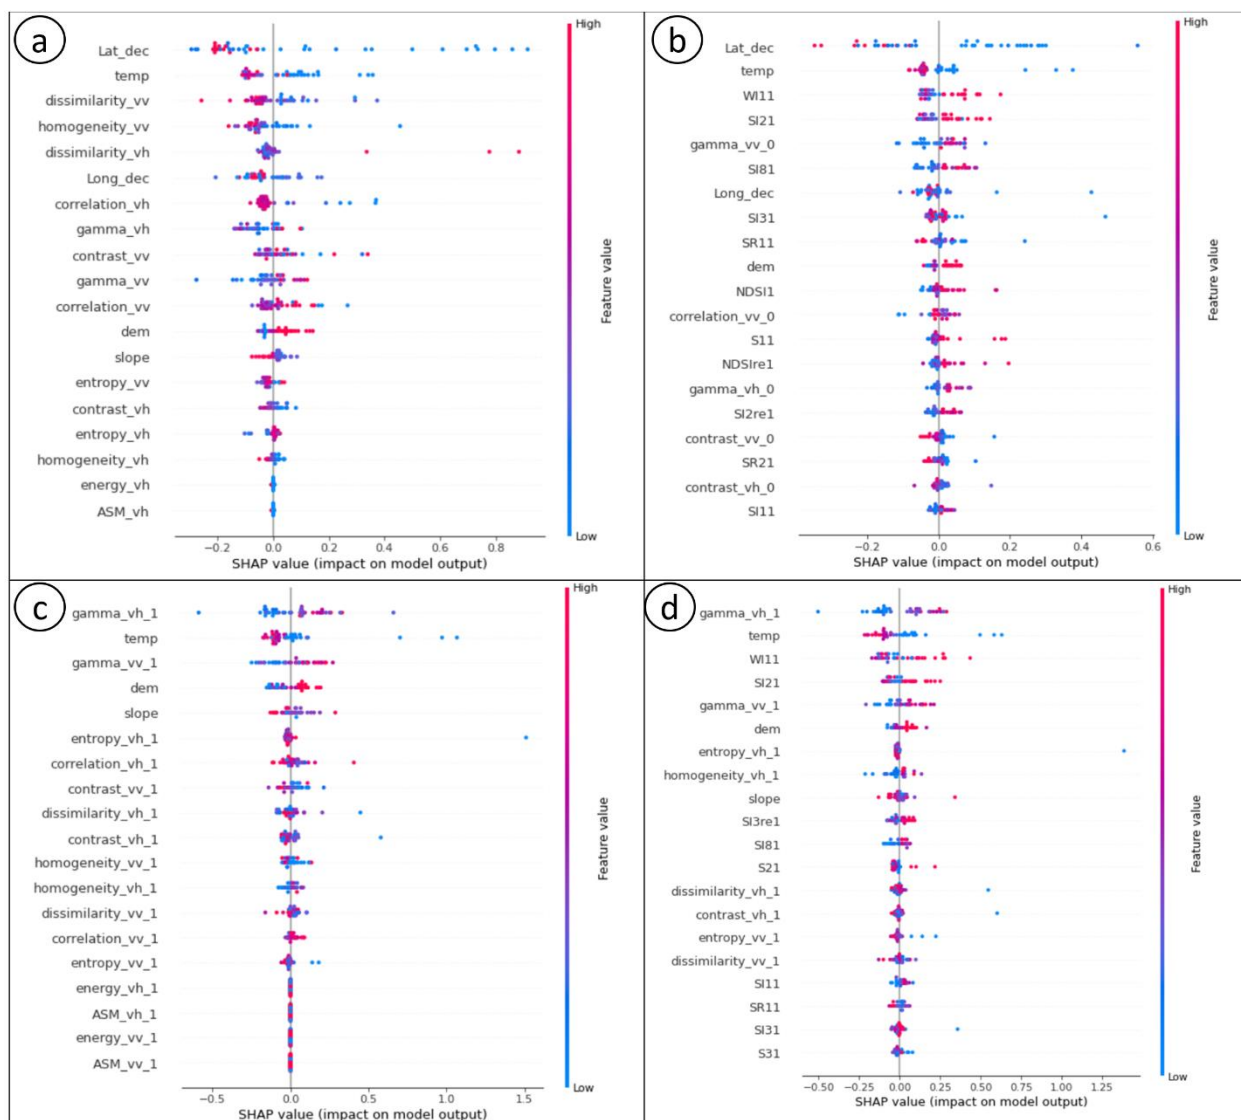 a
High
Lat_dec
temp
dissimilarity_vv
homogeneity_vv
dissimilarity_vh
Long_dec
correlation_vh
gamma_vh
contrast_vv
gamma_vv
correlation_vv
dem
slope
entropy_vv
contrast_vh
entropy_vh
homogeneity_vh
energy_vh
ASM_vh
Low
Feature value
−0.2 0.0 0.2 0.4 0.6 0.8
SHAP value (impact on model output)
b
High
Lat_dec
temp
WI11
SI21
gamma_vv_0
SI81
Long_dec
SI31
SR11
dem
NDSI1
correlation_vv_0
S11
NDSIre1
gamma_vh_0
SI2re1
contrast_vv_0
SR21
contrast_vh_0
SI11
Low
Feature value
−0.2 0.0 0.2 0.4 0.6
SHAP value (impact on model output)
c
High
gamma_vh_1
temp
gamma_vv_1
dem
slope
entropy_vh_1
correlation_vh_1
contrast_vv_1
dissimilarity_vh_1
contrast_vh_1
homogeneity_vv_1
homogeneity_vh_1
dissimilarity_vv_1
correlation_vv_1
entropy_vv_1
energy_vh_1
ASM_vh_1
energy_vv_1
ASM_vv_1
Low
Feature value
−0.5 0.0 0.5 1.0 1.5
SHAP value (impact on model output)
d
High
gamma_vh_1
temp
WI11
SI21
gamma_vv_1
dem
entropy_vh_1
homogeneity_vh_1
slope
SI3re1
SI81
S21
dissimilarity_vh_1
contrast_vh_1
entropy_vv_1
dissimilarity_vv_1
SI11
SR11
SI31
S31
Low
Feature value
−0.50 −0.25 0.00 0.25 0.50 0.75 1.00 1.25
SHAP value (impact on model output)